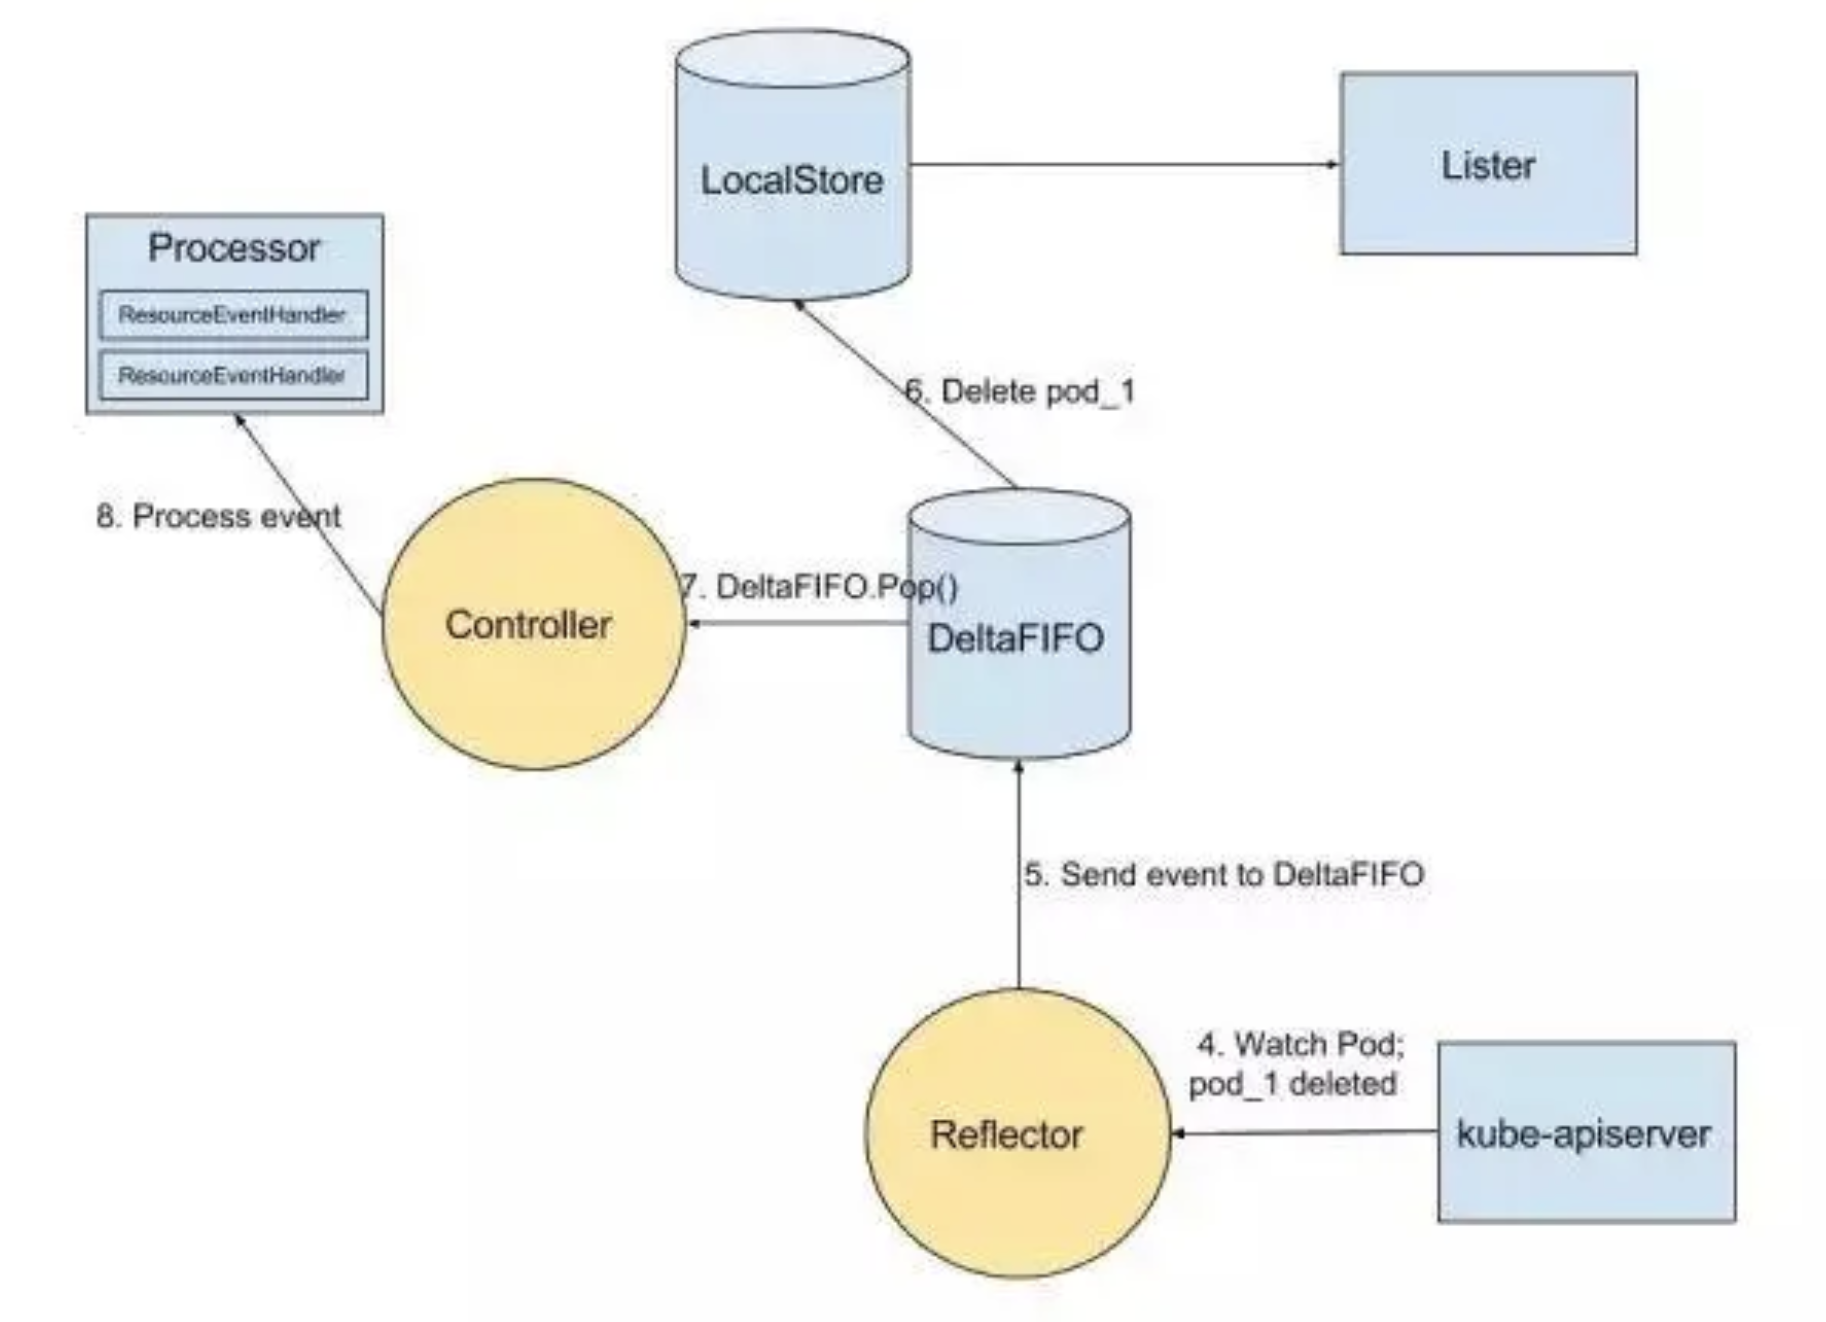 LocalStore
Lister
Processor
ResourceEventHandler
ResourceEventHandler
6. Delete pod_1
8. Process event
7. DeltaFIFO.Pop()
Controller
DeltaFIFO
5. Send event to DeltaFIFO
4. Watch Pod;
pod_1 deleted
Reflector
kube-apiserver